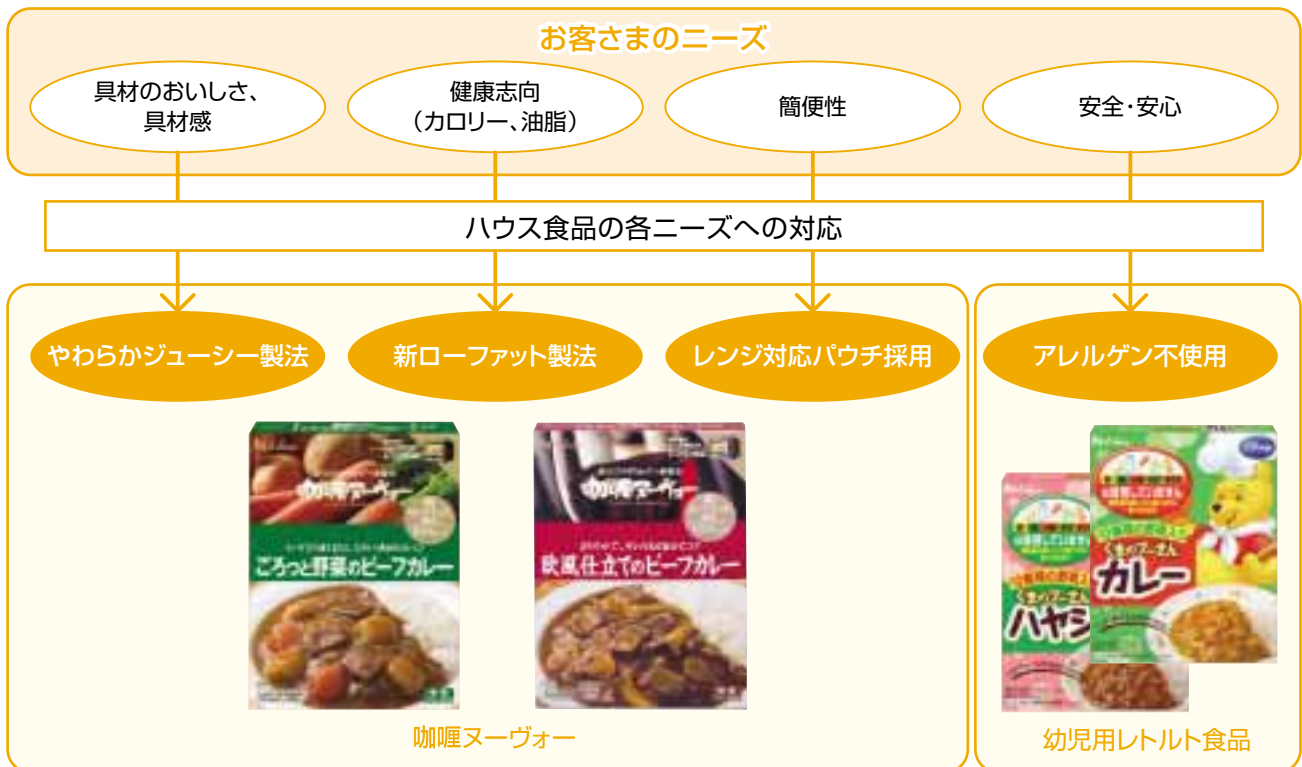 お客さまのニーズ
具材のおいしさ、
具材感
健康志向
（カロリー、油脂）
簡便性
安全・安心
ハウス食品の各ニーズへの対応
やわらかジューシー製法
新ローファット製法
レンジ対応パウチ採用
アレルゲン不使用
咖喱ヌーヴォー
ごろっと野菜のビーフカレー
咖喱ヌーヴォー
欧風仕立てのビーフカレー
くまのプーさん
カレー
くまのプーさん
ハヤシ
咖喱ヌーヴォー
幼児用レトルト食品